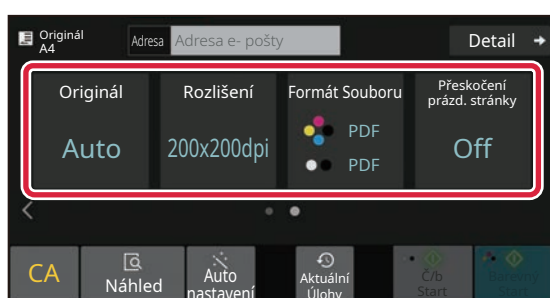 Originál
A4
Adresa
Adresa e- pošty
Detail
Originál
Rozlišení
Formát Souboru
Přeskočení
prázd. stránky
Auto
200x200dpi
PDF
PDF
Off
CA
Náhled
Auto
nastavení
Aktuální
Úlohy
Č/b
Start
Barevný
Start